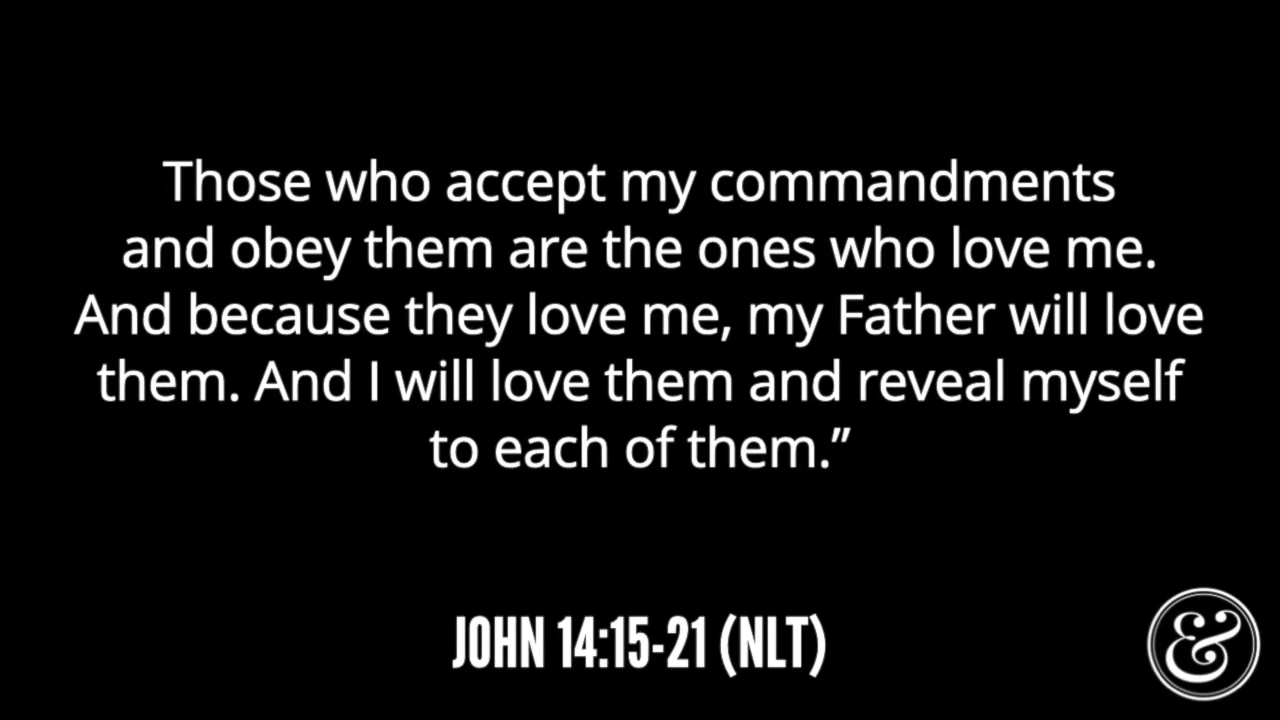 Those who accept my commandments
and obey them are the ones who love me.
And because they love me, my Father will love
them. And I will love them and reveal myself
to each of them.”
JOHN 14:15-21 (NLT)
&